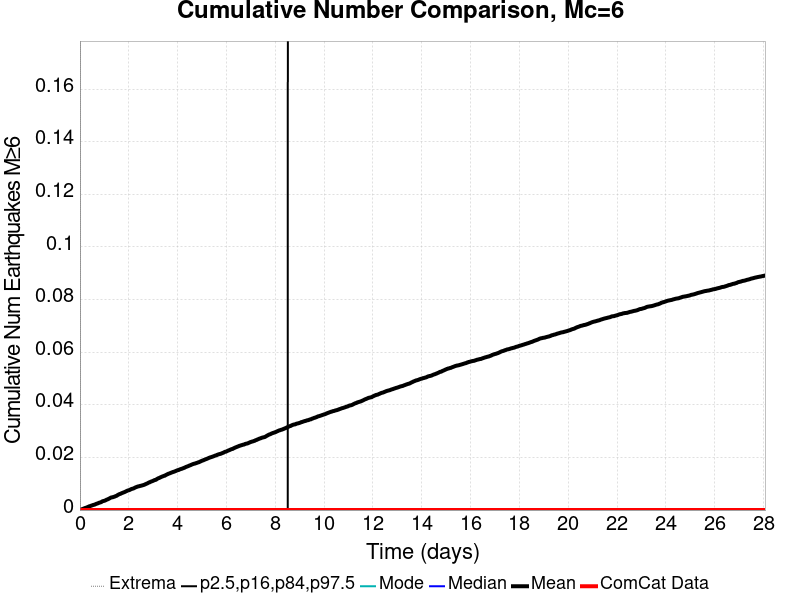 Cumulative Number Comparison, Mc=6
Cumulative Num Earthquakes M≥6
0.16
0.14
0.12
0.1
0.08
0.06
0.04
0.02
0
0 2 4 6 8 10 12 14 16 18 20 22 24 26 28
Time (days)
Extrema p2.5,p16,p84,p97.5 Mode Median Mean ComCat Data